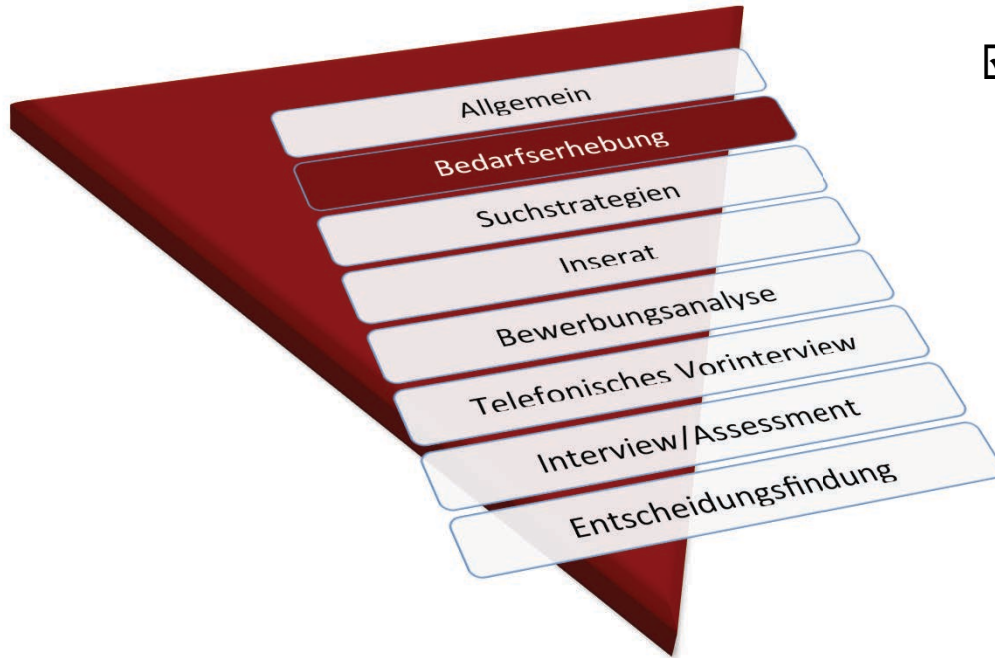 Allgemein
Bedarfserhebung
Suchstrategien
Inserat
Bewerbungsanalyse
Telefonisches Vorinterview
Interview/Assessment
Entscheidungsfindung